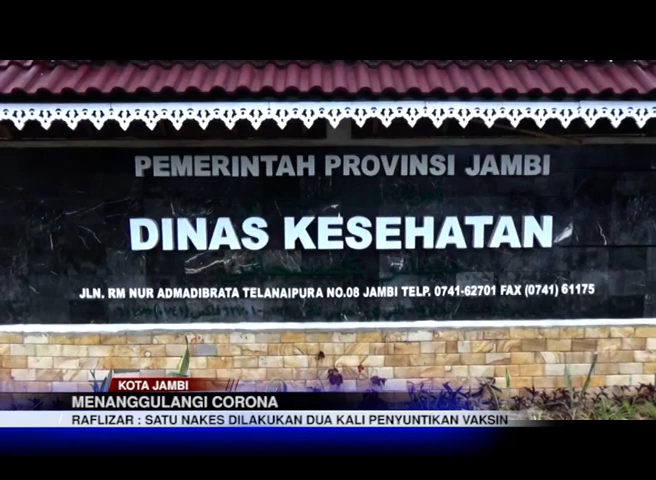 PEMERINTAH PROVINSI JAMBI
DINAS KESEHATAN
JLN. RM NUR ADMADIBRATA TELANAIPURA NO.08 JAMBI TELP. 0741-62701 FAX (0741) 61175
KOTA JAMBI
MENANGGULANGI CORONA
RAFLIZAR : SATU NAKES DILAKUKAN DUA KALI PENYUNTIKAN VAKSIN